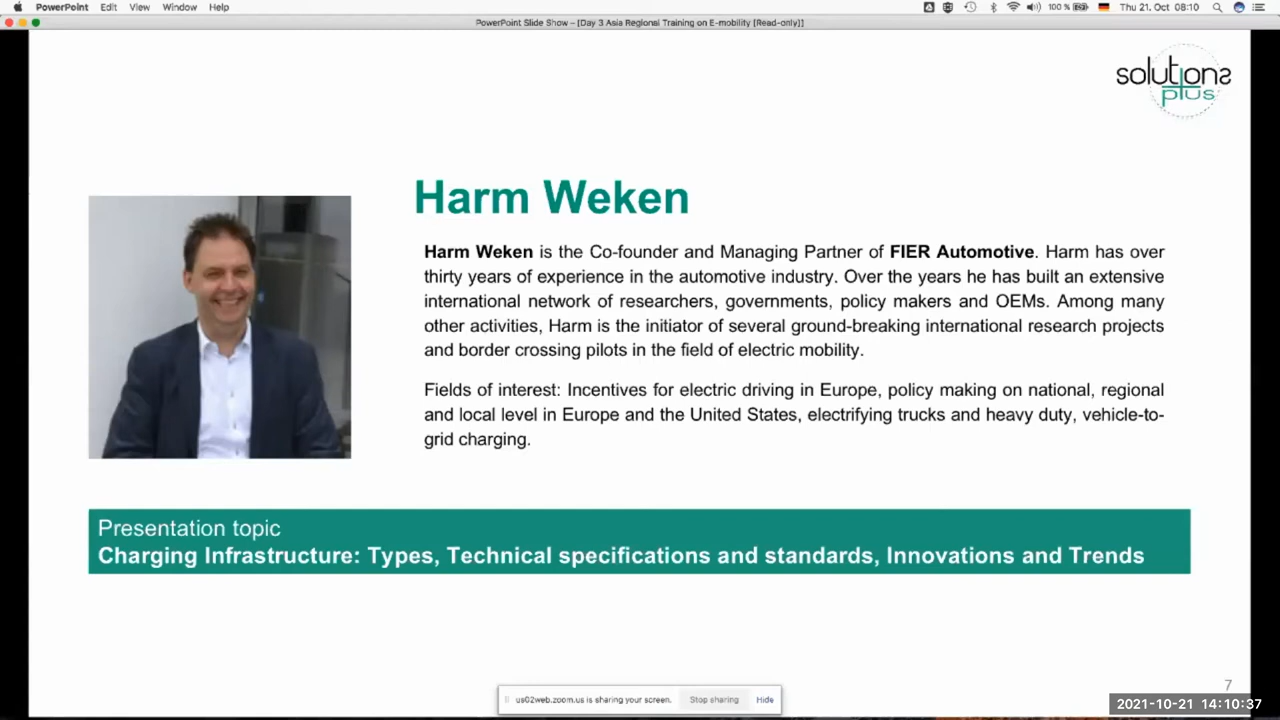 PowerPoint Edit View Window Help
100 % Thu 21. Oct 08:10
PowerPoint Slide Show – [Day 3 Asia Regional Training on E-mobility [Read-only]]
solutions
plus
Harm Weken
Harm Weken is the Co-founder and Managing Partner of FIER Automotive. Harm has over
thirty years of experience in the automotive industry. Over the years he has built an extensive
international network of researchers, governments, policy makers and OEMs. Among many
other activities, Harm is the initiator of several ground-breaking international research projects
and border crossing pilots in the field of electric mobility.
Fields of interest: Incentives for electric driving in Europe, policy making on national, regional
and local level in Europe and the United States, electrifying trucks and heavy duty, vehicle-to-
grid charging.
Presentation topic
Charging Infrastructure: Types, Technical specifications and standards, Innovations and Trends
us02web.zoom.us is sharing your screen. Stop sharing Hide
7
2021-10-21 14:10:37